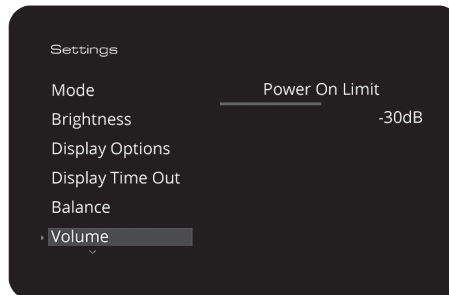 Settings
Mode
Power On Limit
Brightness
-30dB
Display Options
Display Time Out
Balance
Volume